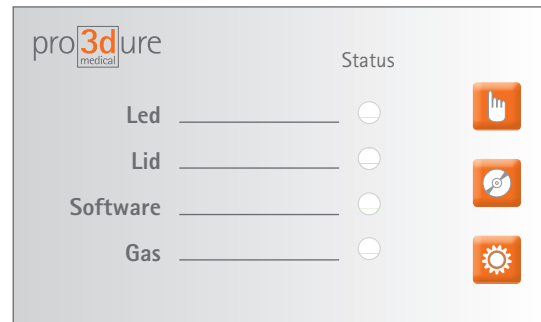 pro3dure
medical
Status
Led
Lid
Software
Gas